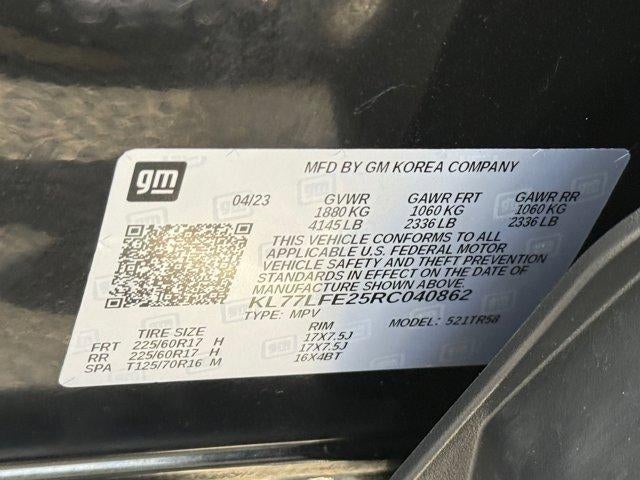 gm
MFD BY GM KOREA COMPANY
04/23 GVWR GAWR FRT GAWR RR
1880 KG 1060 KG 1060 KG
4145 LB 2336 LB 2336 LB
THIS VEHICLE CONFORMS TO ALL
APPLICABLE U.S. FEDERAL MOTOR
VEHICLE SAFETY AND THEFT
STANDARDS IN EFFECT ON THE DATE OF
MANUFACTURE SHOWN ABOVE.
KL77LFE25RC040862
TYPE: MPV MODEL: 521TR58
TIRE SIZE RIM
FRT 225/60R17 H 17X7.5J
RR 225/60R17 H 17X7.5J
SPA T125/70R16 M 16X4BT